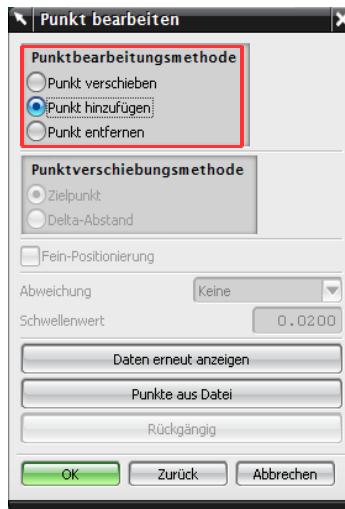 Punkt bearbeiten
Punktbearbeitungsmethode
Punkt verschieben
Punkt hinzufügen
Punkt entfernen
Punktverschiebungsmethode
Zielpunkt
Delta-Abstand
Fein-Positionierung
Abweichung Keine
Schwellenwert 0.0200
Daten erneut anzeigen
Punkte aus Datei
Rückgängig
OK Zurück Abbrechen